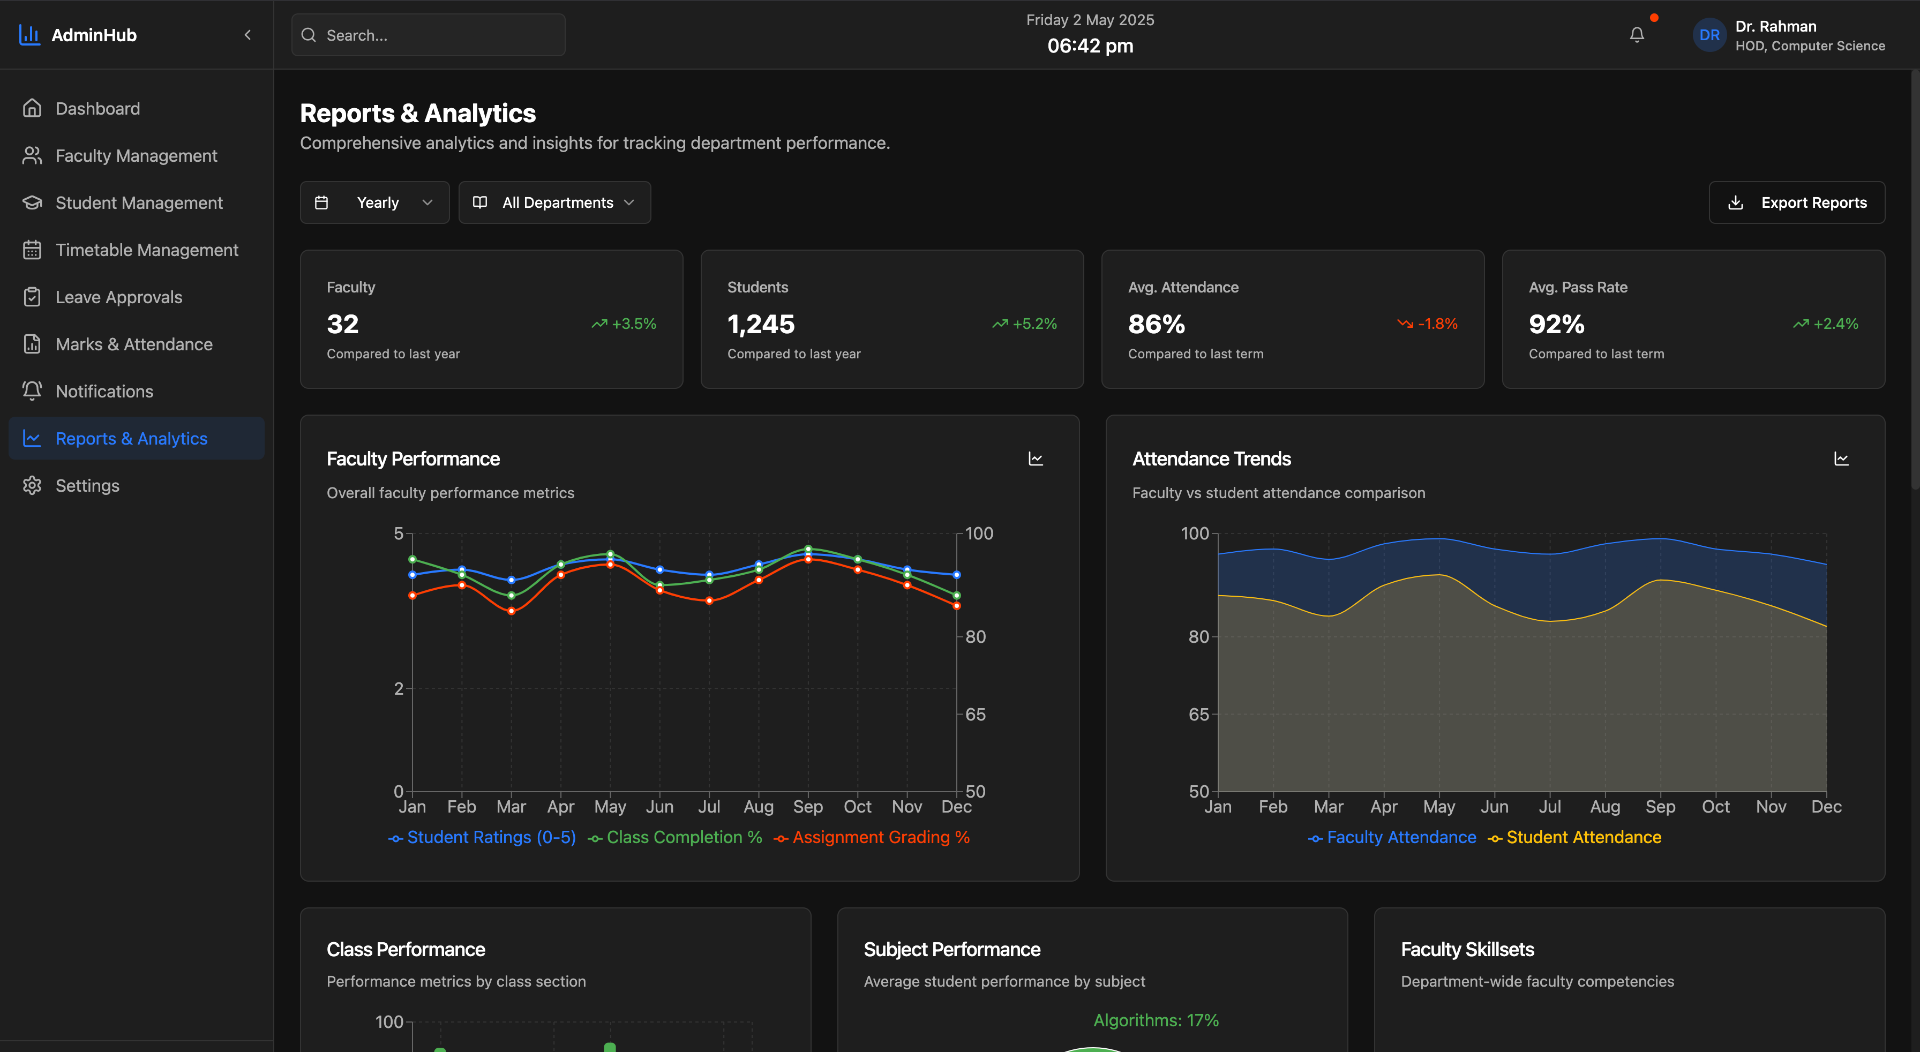 AdminHub
Search...
Friday 2 May 2025
06:42 pm
DR
Dr. Rahman
HOD, Computer Science
Dashboard
Faculty Management
Student Management
Timetable Management
Leave Approvals
Marks & Attendance
Notifications
Reports & Analytics
Settings
Reports & Analytics
Comprehensive analytics and insights for tracking department performance.
Yearly
All Departments
Export Reports
Faculty
32
+3.5%
Compared to last year
Students
1,245
+5.2%
Compared to last year
Avg. Attendance
86%
-1.8%
Compared to last term
Avg. Pass Rate
92%
+2.4%
Compared to last term
Faculty Performance
Overall faculty performance metrics
5
2
0
100
80
65
50
Jan Feb Mar Apr May Jun Jul Aug Sep Oct Nov Dec
Student Ratings (0-5) Class Completion % Assignment Grading %
Attendance Trends
Faculty vs student attendance comparison
100
80
65
50
Jan Feb Mar Apr May Jun Jul Aug Sep Oct Nov Dec
Faculty Attendance Student Attendance
Class Performance
Performance metrics by class section
100
Subject Performance
Average student performance by subject
Algorithms: 17%
Faculty Skillsets
Department-wide faculty competencies